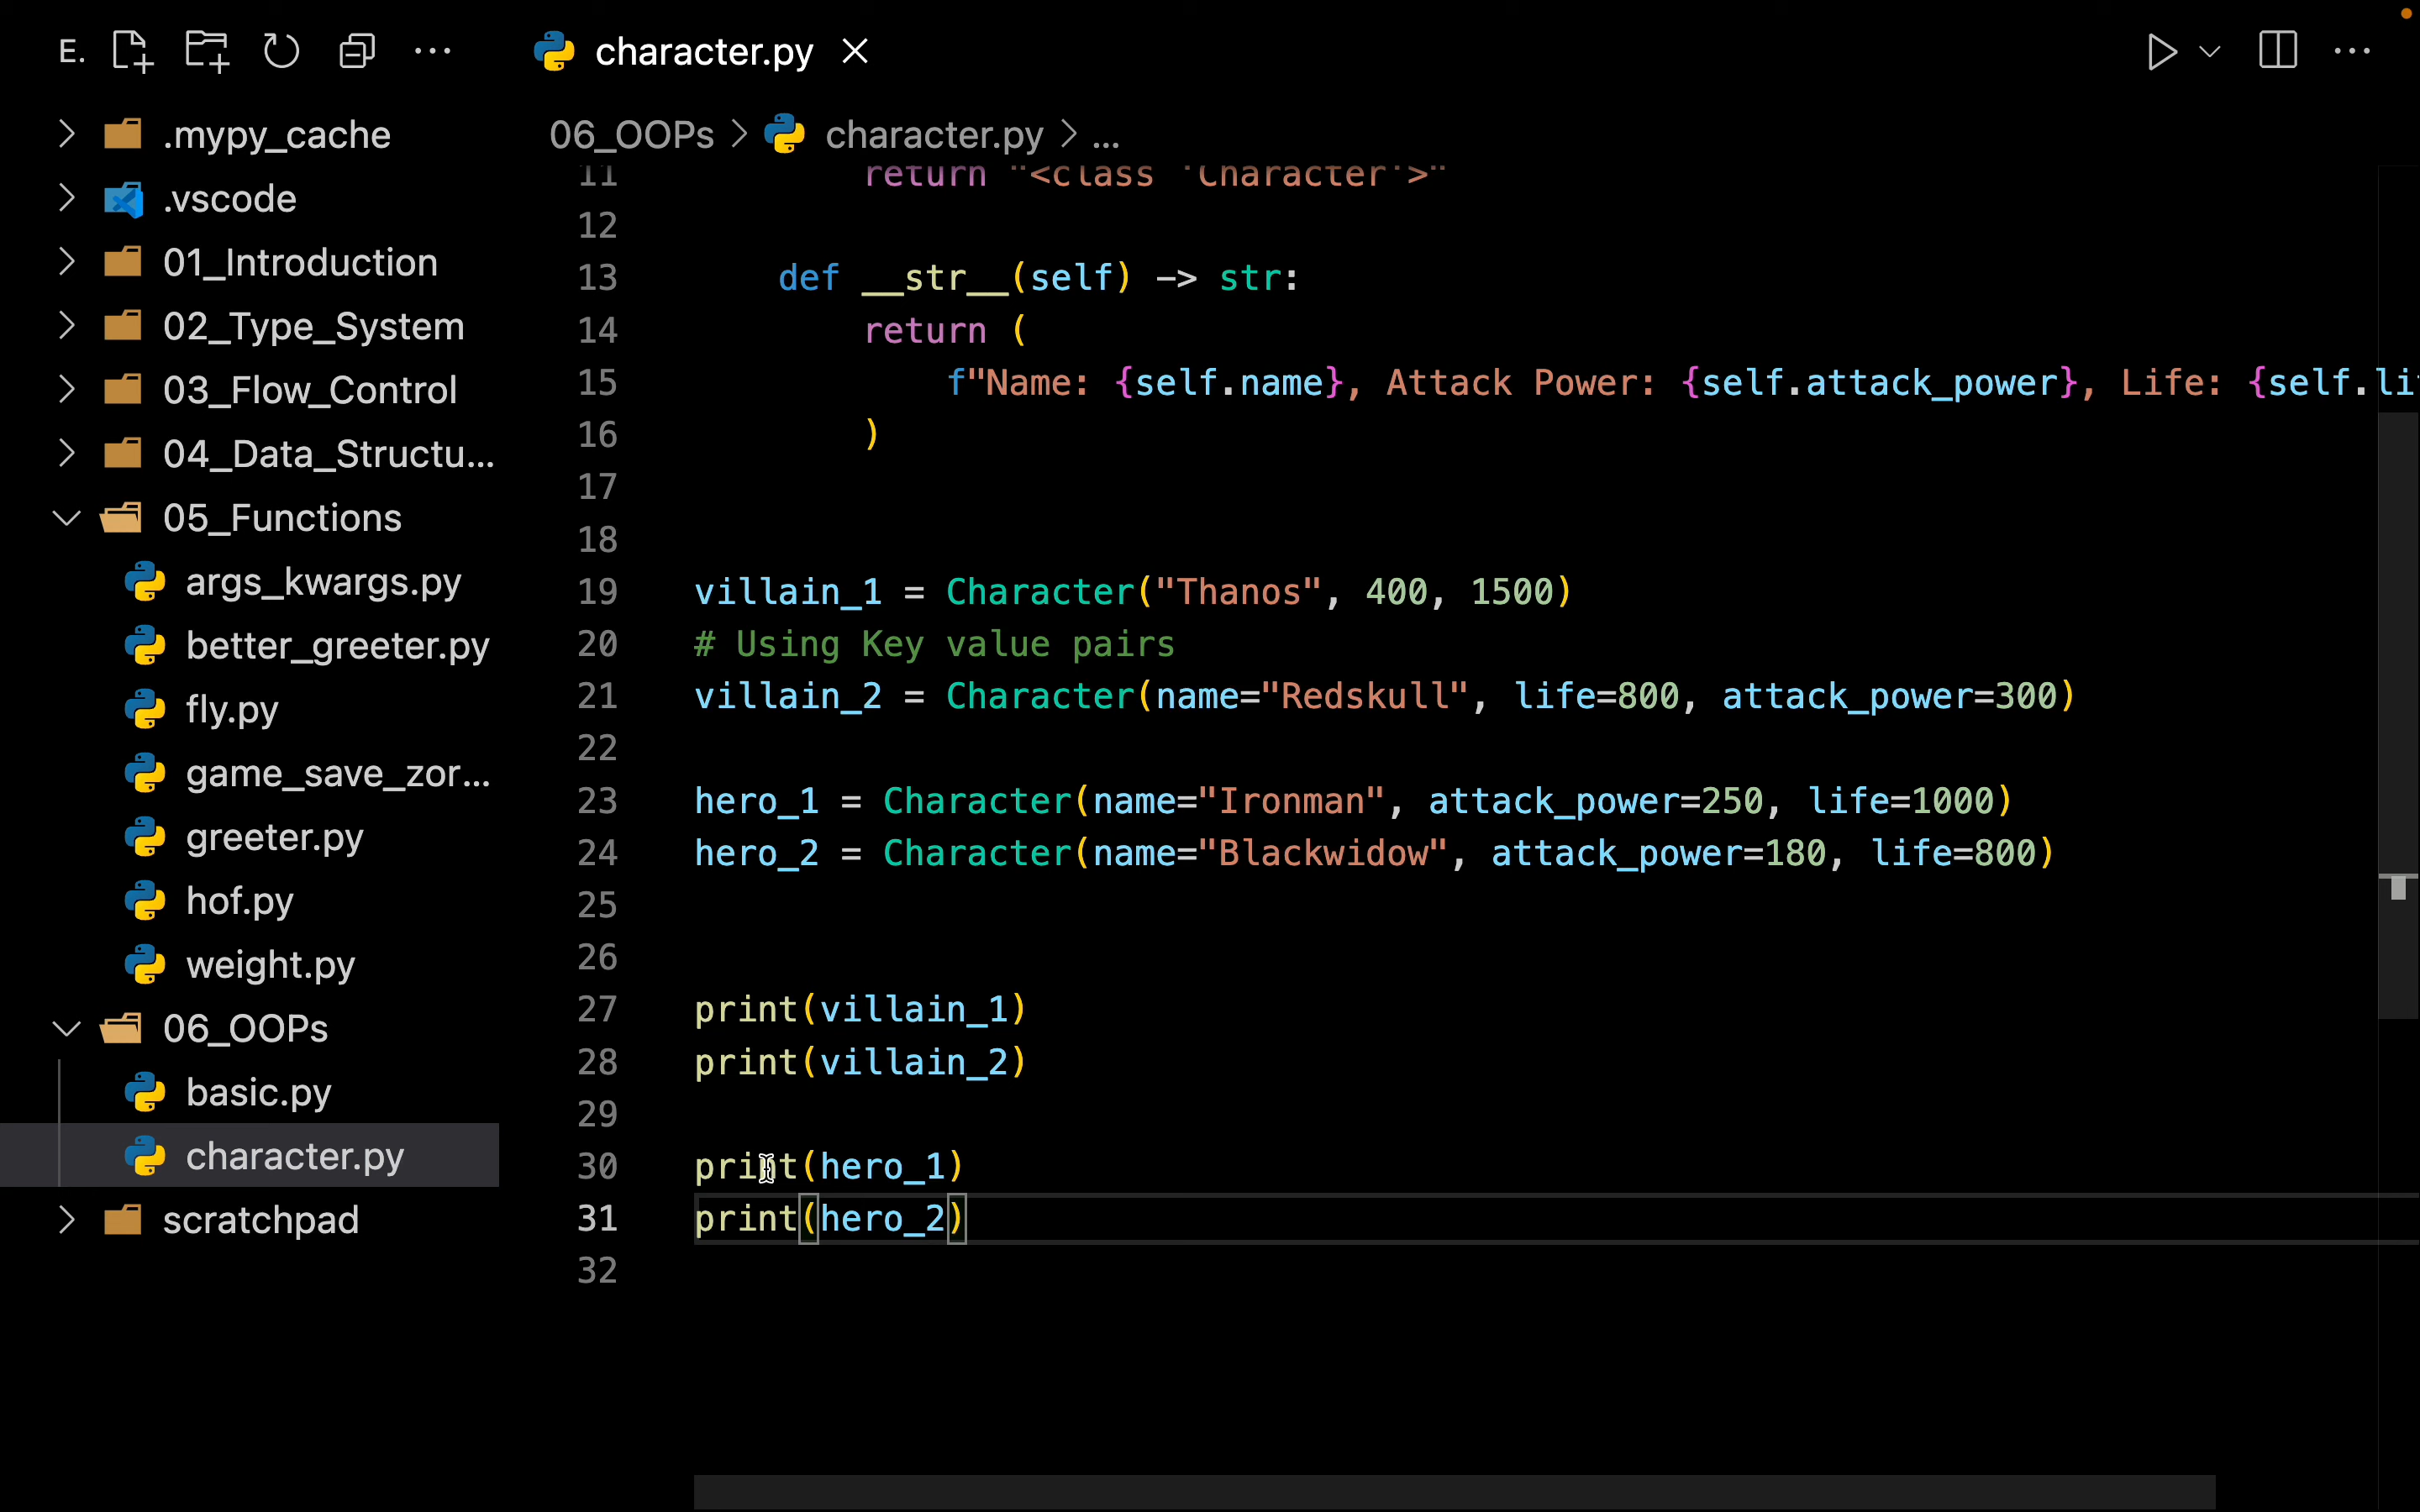 E.
character.py
.mypy_cache
.vscode
01_Introduction
02_Type_System
03_Flow_Control
04_Data_Structu...
05_Functions
args_kwargs.py
better_greeter.py
fly.py
game_save_zor...
greeter.py
hof.py
weight.py
06_OOPs
basic.py
character.py
scratchpad
06_OOPs > character.py > ...
11 return "<class 'Character'>"
12
13 def __str__(self) -> str:
14 return (
15 f"Name: {self.name}, Attack Power: {self.attack_power}, Life: {self.li
16 )
17
18
19 villain_1 = Character("Thanos", 400, 1500)
20 # Using Key value pairs
21 villain_2 = Character(name="Redskull", life=800, attack_power=300)
22
23 hero_1 = Character(name="Ironman", attack_power=250, life=1000)
24 hero_2 = Character(name="Blackwidow", attack_power=180, life=800)
25
26
27 print(villain_1)
28 print(villain_2)
29
30 print(hero_1)
31 print(hero_2)
32